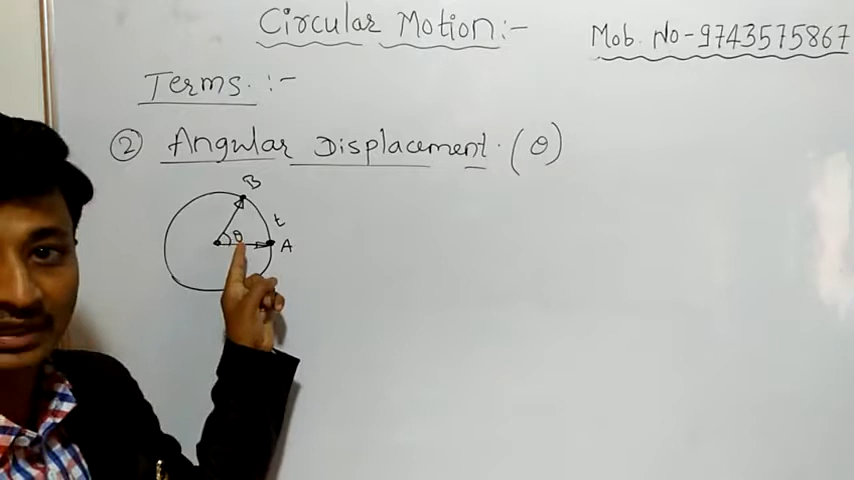 Circular Motion :-
Mob. No - 9743575867
Terms. :-
② Angular Displacement. (θ)
B
t
θ
A